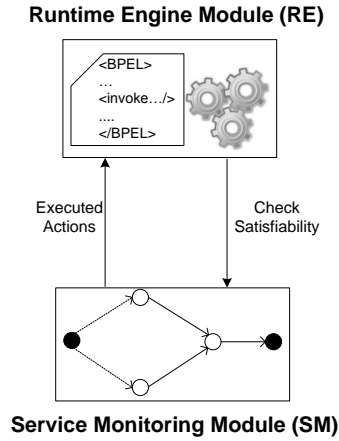 Runtime Engine Module (RE)
<BPEL>
...
<invoke.../>
....
</BPEL>
Executed
Actions
Check
Satisfiability
Service Monitoring Module (SM)